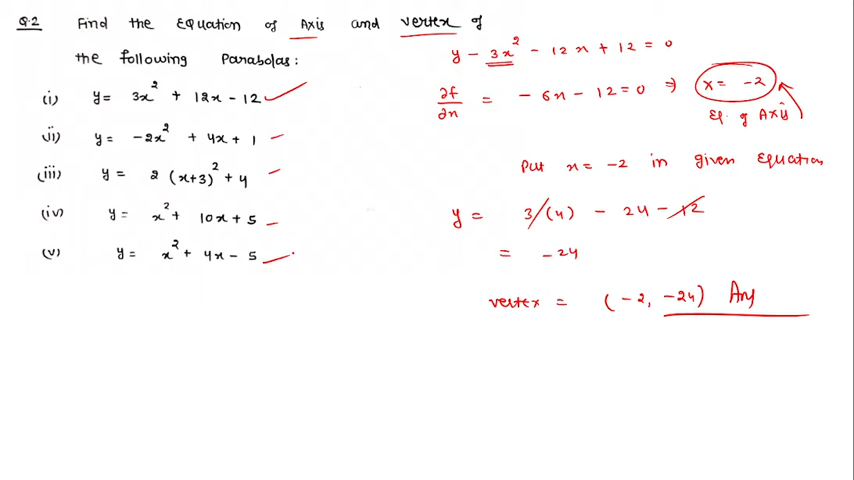 Q.2 Find the Equation of Axis and vertex of
the following Parabolas:
(i) y = 3x² + 12x - 12
(ii) y = -2x² + 4x + 1
(iii) y = 2 (x+3)² + 4
(iv) y = x² + 10x + 5
(v) y = x² + 4x - 5
y - 3x² - 12x + 12 = 0
∂f/∂x = - 6x - 12 = 0 ⇒ x = -2
Eq. of Axis
Put x = -2 in given Equation
y = 3/(4) - 24 - 12
= -24
vertex = (-2, -24) Ans